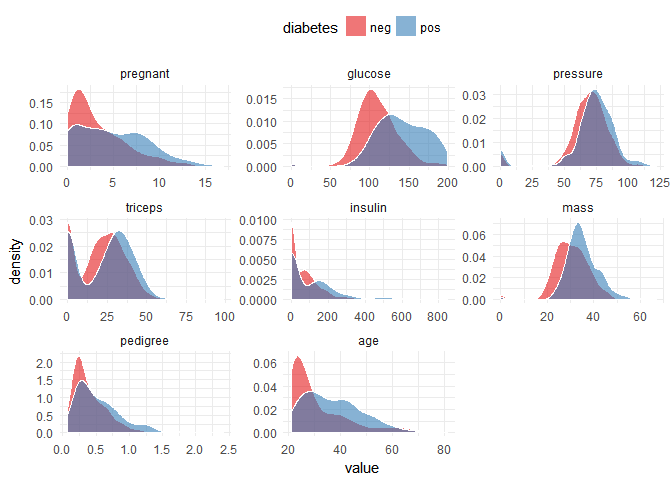 diabetes neg pos
pregnant glucose pressure
0.15 0.10 0.05 0.00
0 5 10 15
0.015 0.010 0.005 0.000
0 50 100 150 200
0.03 0.02 0.01 0.00
0 25 50 75 100 125
triceps insulin mass
0.03 0.02 0.01 0.00
0 25 50 75 100
0.0100 0.0075 0.0050 0.0025 0.0000
0 200 400 600 800
0.06 0.04 0.02 0.00
0 20 40 60
pedigree age
2.0 1.5 1.0 0.5 0.0
0.0 0.5 1.0 1.5 2.0 2.5
0.06 0.04 0.02 0.00
20 40 60 80
density
value